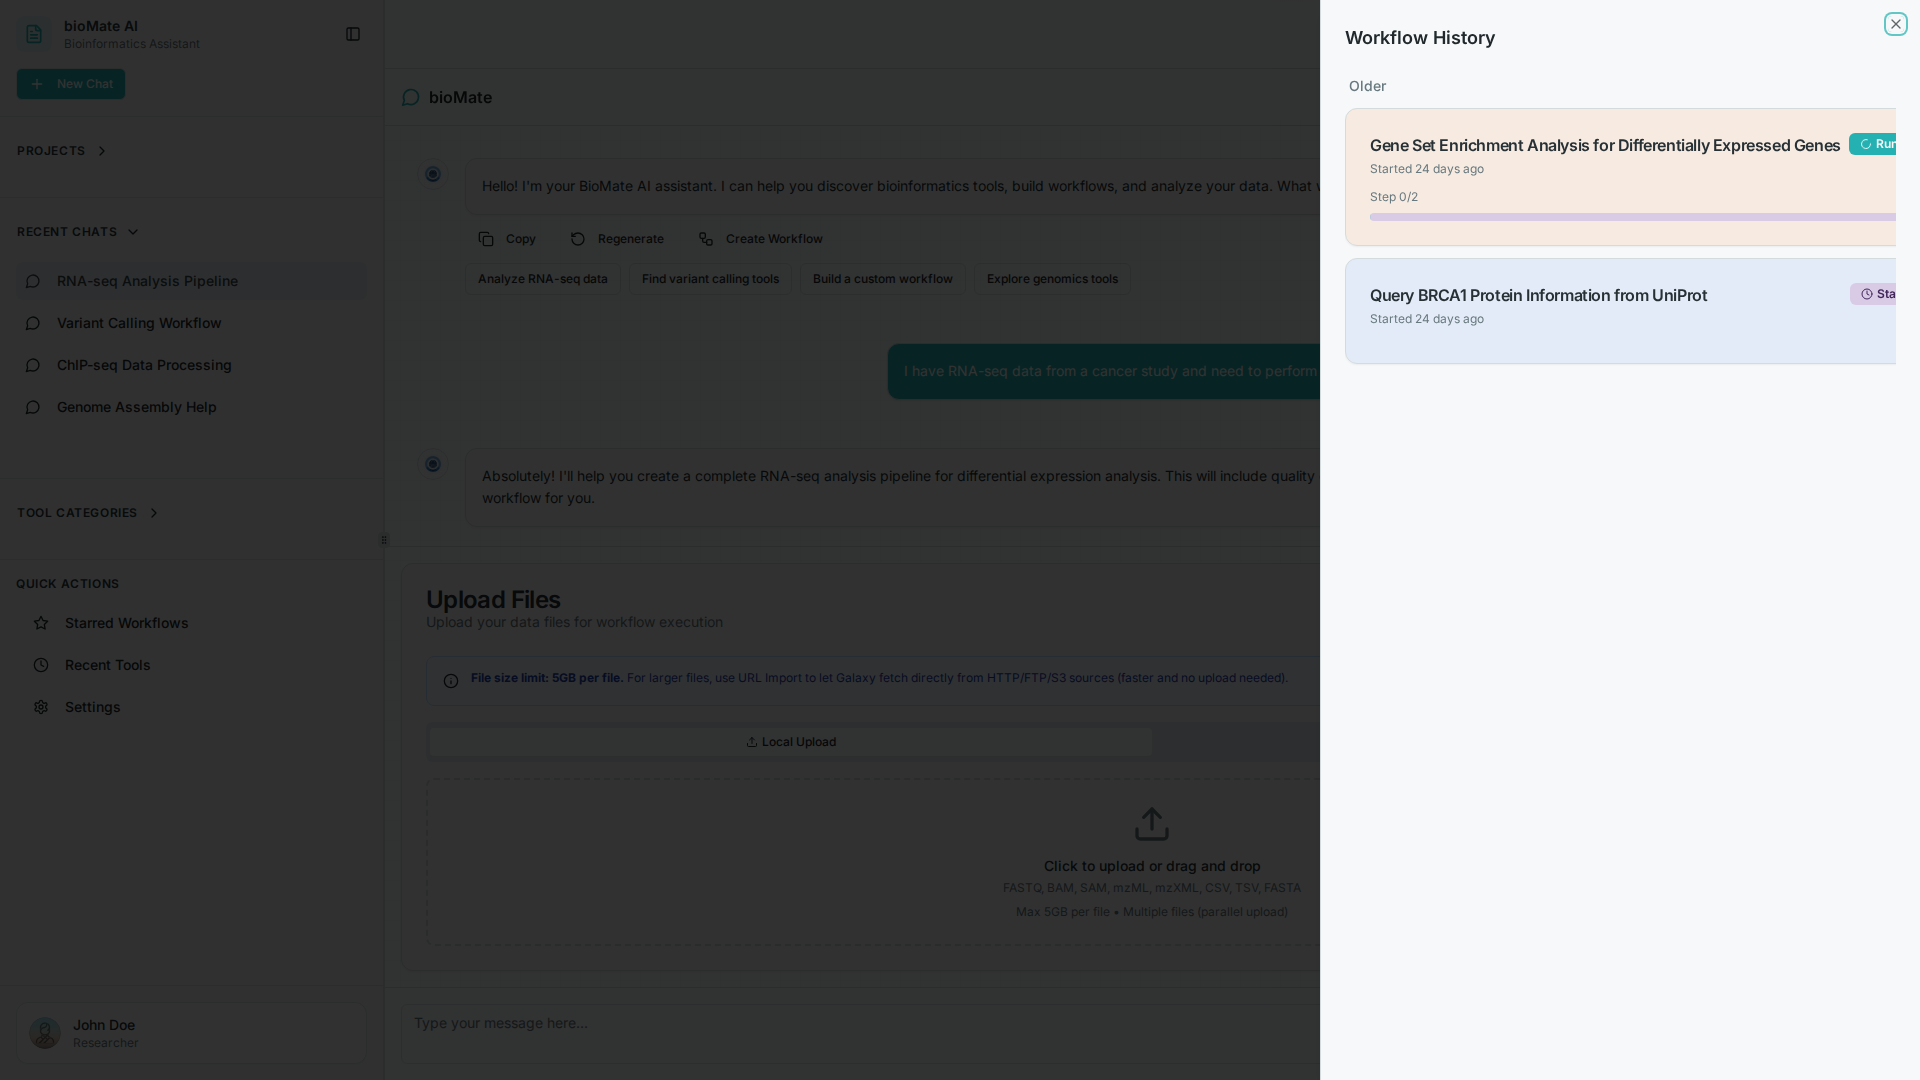 bioMate AI
Bioinformatics Assistant
New Chat
PROJECTS
RECENT CHATS
RNA-seq Analysis Pipeline
Variant Calling Workflow
ChIP-seq Data Processing
Genome Assembly Help
TOOL CATEGORIES
QUICK ACTIONS
Starred Workflows
Recent Tools
Settings
John Doe
Researcher
bioMate
Hello! I'm your BioMate AI assistant. I can help you discover bioinformatics tools, build workflows, and analyze your data. What
Copy
Regenerate
Create Workflow
Analyze RNA-seq data
Find variant calling tools
Build a custom workflow
Explore genomics tools
I have RNA-seq data from a cancer study and need to perform
Absolutely! I'll help you create a complete RNA-seq analysis pipeline for differential expression analysis. This will include quality
workflow for you.
Upload Files
Upload your data files for workflow execution
File size limit: 5GB per file. For larger files, use URL Import to let Galaxy fetch directly from HTTP/FTP/S3 sources (faster and no upload needed).
Local Upload
Click to upload or drag and drop
FASTQ, BAM, SAM, mzML, mzXML, CSV, TSV, FASTA
Max 5GB per file • Multiple files (parallel upload)
Type your message here...
Workflow History
Older
Gene Set Enrichment Analysis for Differentially Expressed Genes
Run
Started 24 days ago
Step 0/2
Query BRCA1 Protein Information from UniProt
Sta
Started 24 days ago